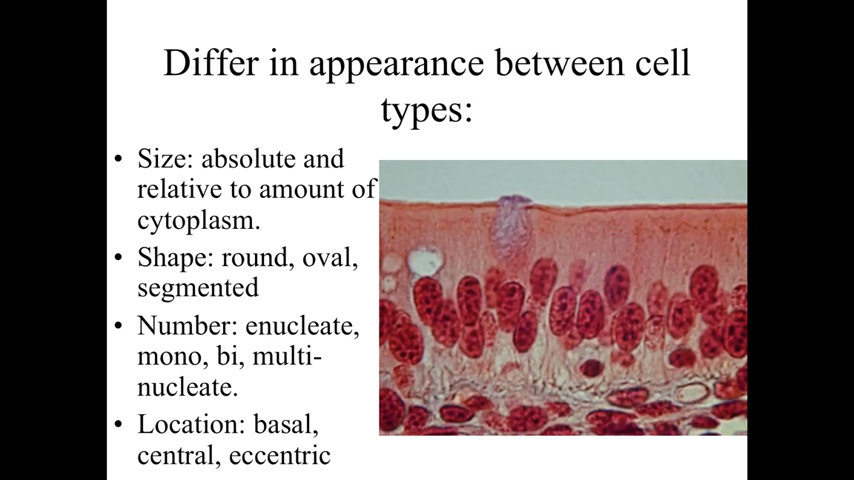 Differ in appearance between cell
types:
• Size: absolute and
relative to amount of
cytoplasm.
• Shape: round, oval,
segmented
• Number: enucleate,
mono, bi, multi-
nucleate.
• Location: basal,
central, eccentric